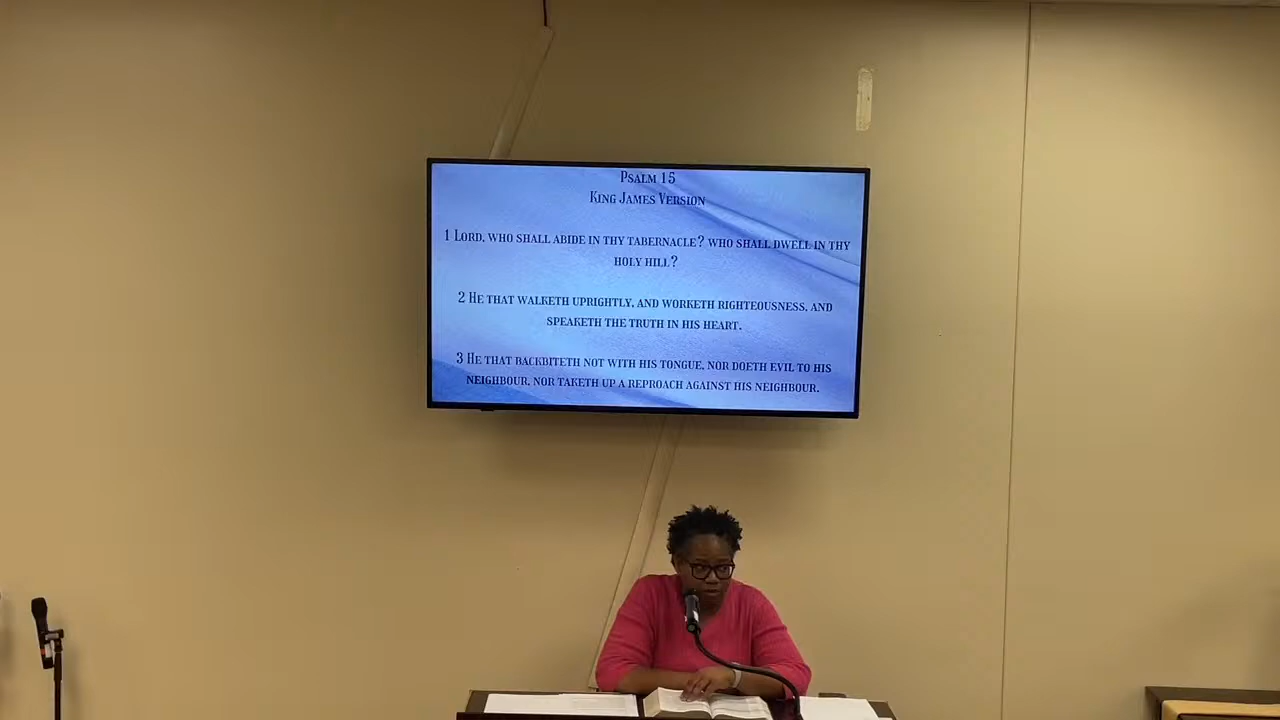 Psalm 15
King James Version
1 Lord, who shall abide in thy tabernacle? who shall dwell in thy
holy hill?
2 He that walketh uprightly, and worketh righteousness, and
speaketh the truth in his heart.
3 He that backbiteth not with his tongue, nor doeth evil to his
neighbour, nor taketh up a reproach against his neighbour.